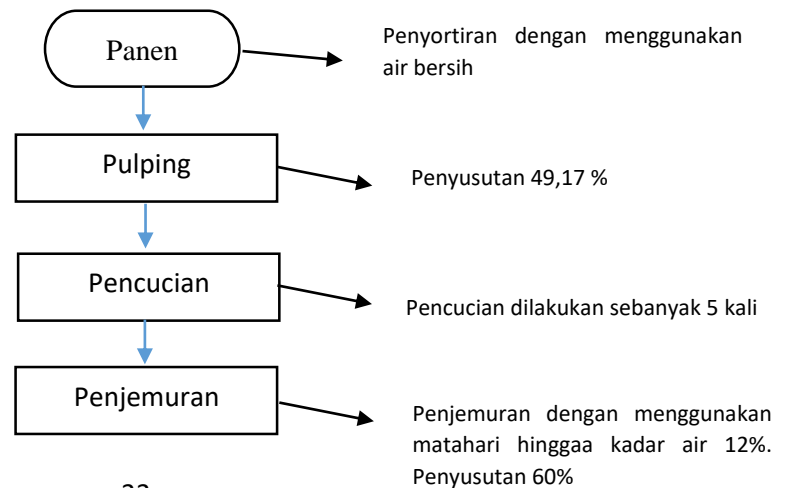 Panen
Penyortiran dengan menggunakan
air bersih
Pulping
Penyusutan 49,17 %
Pencucian
Pencucian dilakukan sebanyak 5 kali
Penjemuran
Penjemuran dengan menggunakan
matahari hinggaa kadar air 12%.
Penyusutan 60%